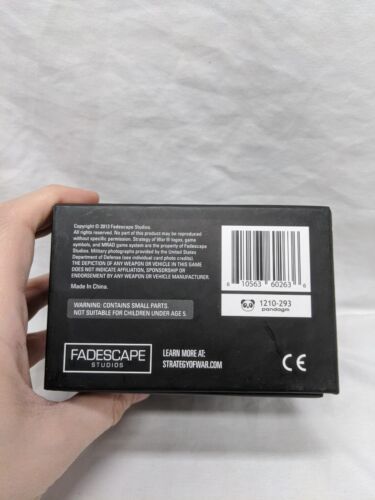 Copyright © 2013 Fadescape Studios.
All rights reserved. No part of this product may be reproduced
without specific permission. Strategy of War III logos, game
symbols, and MRAD game system are the property of Fadescape
Studios. Military photographs provided by the United States
Department of Defense (see individual card photo credits)
THE DEPICTION OF ANY WEAPON OR VEHICLE IN THIS GAME
DOES NOT INDICATE AFFILIATION, SPONSORSHIP OR
ENDORSEMENT BY ANY WEAPON OR VEHICLE MANUFACTURER.
Made In China.
WARNING: CONTAINS SMALL PARTS.
NOT SUITABLE FOR CHILDREN UNDER AGE 5.
FADESCAPE
STUDIOS
LEARN MORE AT:
STRATEGYOFWAR.COM
6 10563 60263 6
1210-293
pandagm
CE